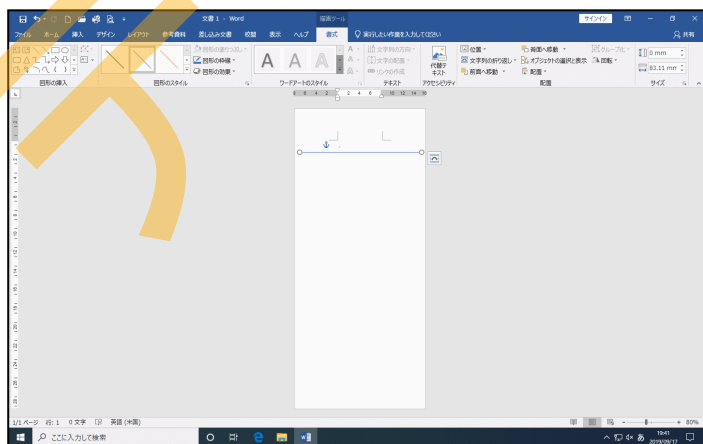 文書 1 - Word
描画ツール
サインイン
ファイル ホーム 挿入 デザイン レイアウト 参考資料 差し込み文書 校閲 表示 ヘルプ 書式 実行したい作業を入力してください
共有
図形の塗りつぶし
図形の枠線
図形の効果
A A A
文字列の方向
文字の配置
リンクの作成
代替テキスト
位置
文字列の折り返し
前面へ移動
背面へ移動
オブジェクトの選択と表示
配置
グループ化
回転
0 mm
83.11 mm
図形の挿入 図形のスタイル ワードアートのスタイル テキスト アクセシビリティ 配置 サイズ
1/1 ページ 行: 1 0 文字 英語 (米国)
80%
ここに入力して検索
あ
19:41
2019/09/17